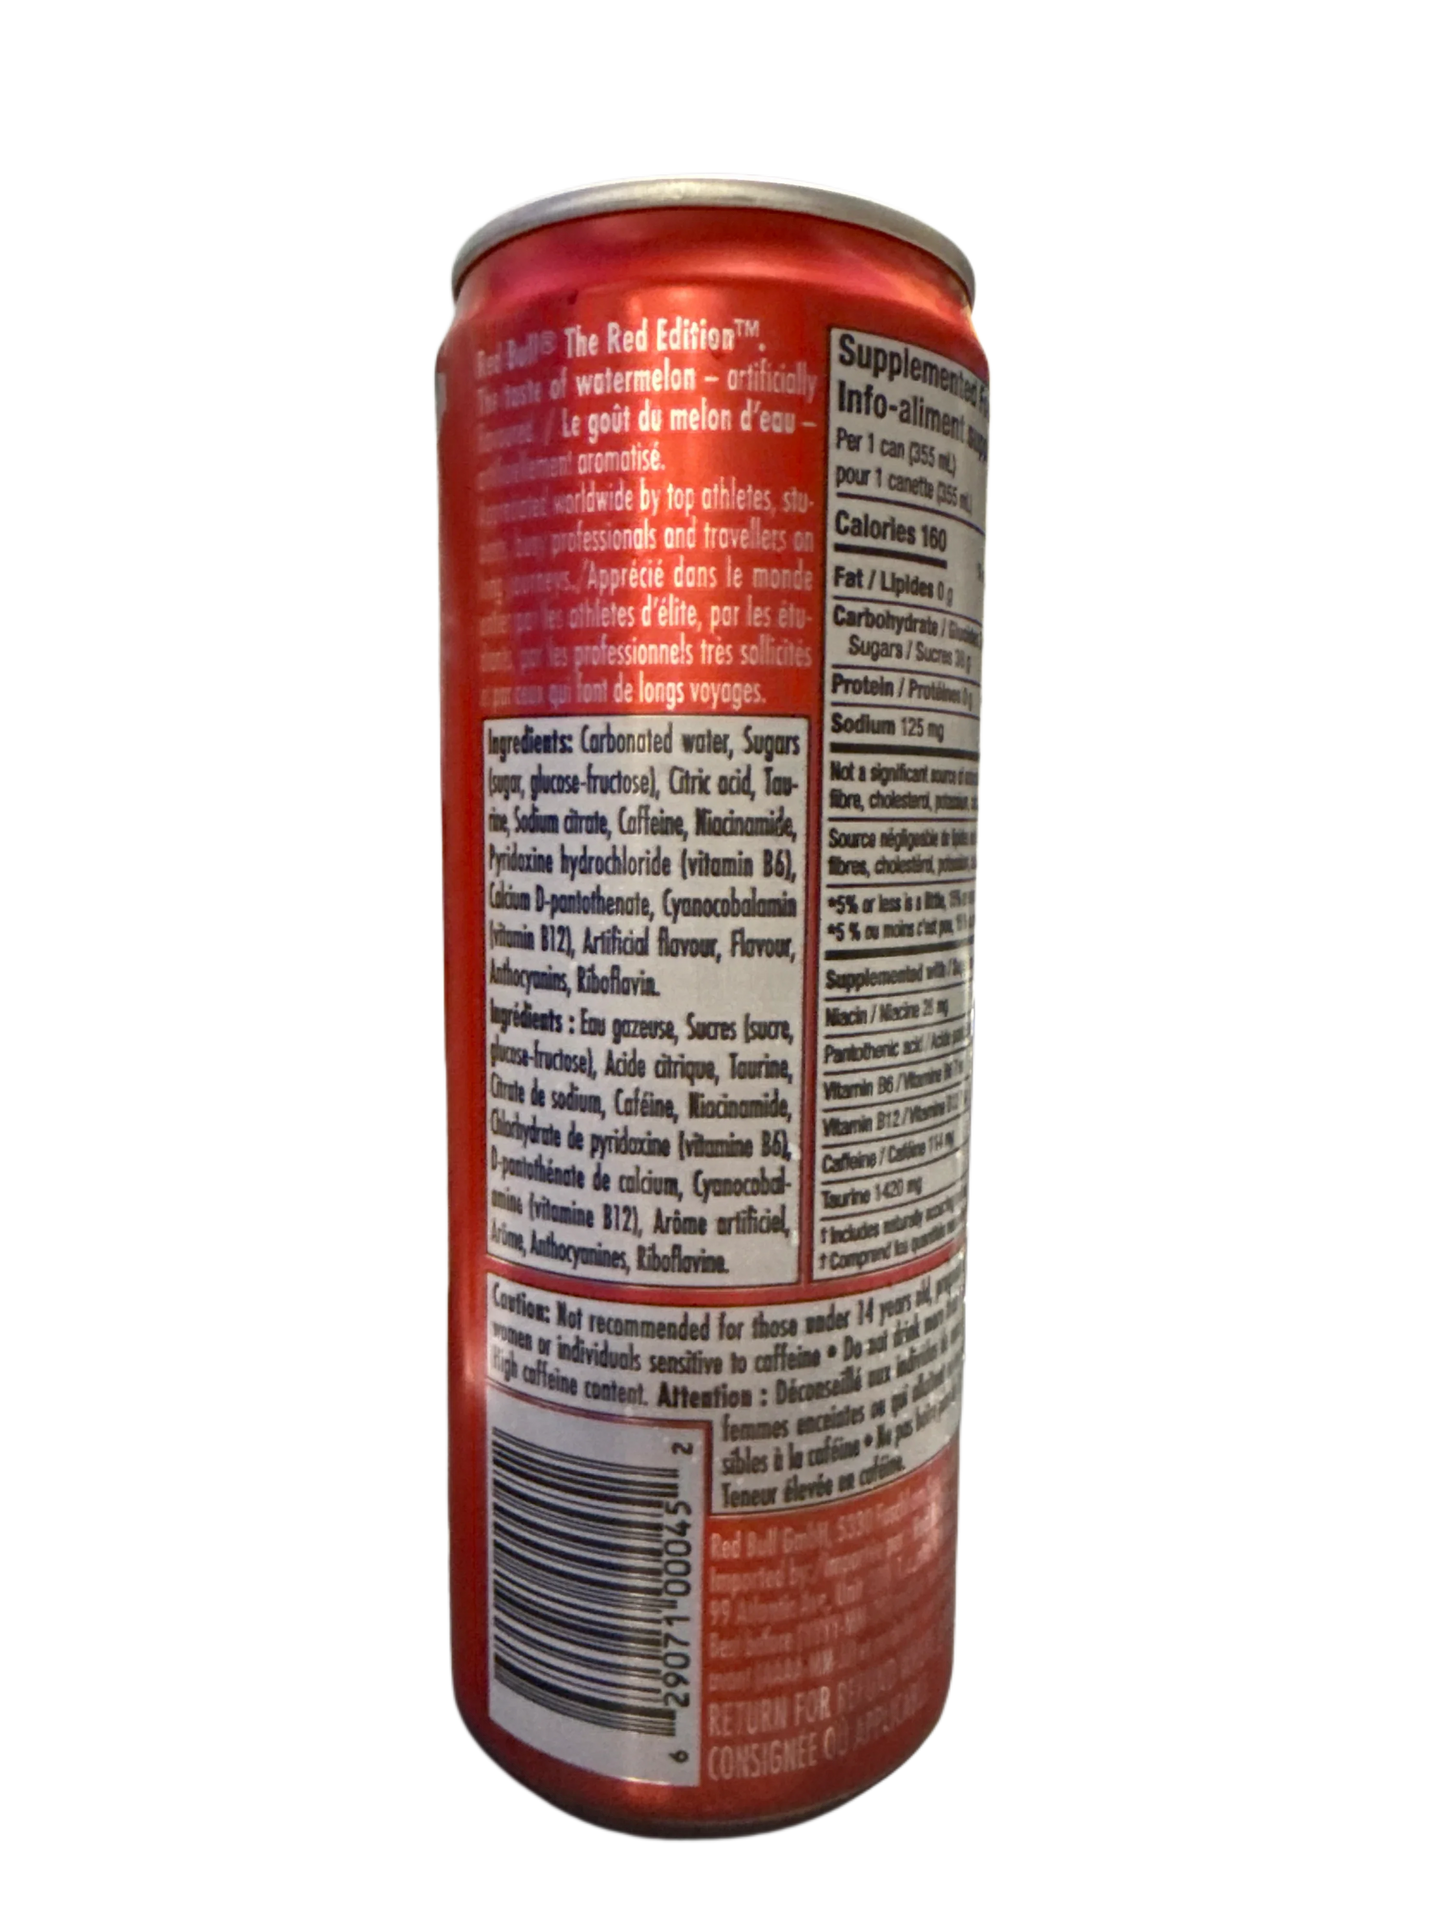 Red Bull® The Red Edition™.
The taste of watermelon – artificially
flavoured. / Le goût du melon d'eau –
artificiellement aromatisé.
worldwide by top athletes, stu-
busy professionals and travellers on
long journeys./Apprécié dans le monde
par les athlètes d'élite, par les étu-
par les professionnels très sollicités
et par ceux qui font de longs voyages.
Ingredients: Carbonated water, Sugars
(sugar, glucose-fructose), Citric acid, Tau-
rine, Sodium citrate, Caffeine, Niacinamide,
Pyridoxine hydrochloride (vitamin B6),
Calcium D-pantothenate, Cyanocobalamin
(vitamin B12), Artificial flavour, Flavour,
Anthocyanins, Riboflavin.
Ingrédients : Eau gazeuse, Sucres (sucre,
glucose-fructose), Acide citrique, Taurine,
Citrate de sodium, Caféine, Niacinamide,
Chlorhydrate de pyridoxine (vitamine B6),
D-pantothénate de calcium, Cyanocobal-
amine (vitamine B12), Arôme artificiel,
Arôme, Anthocyanines, Riboflavine.
Supplemented
Info-aliment
Per 1 can (355 mL)
pour 1 canette (355 mL)
Calories 160
Fat / Lipides 0 g
Carbohydrate /
Sugars / Sucres 38 g
Protein / Protéines 0 g
Sodium 125 mg
Not a significant source of
fibre, cholesterol, potassium,
Source négligeable de lipides
fibres, cholestérol, potassium,
*5% or less is a little, 15%
*5 % ou moins c'est peu, 15 %
Supplemented with /
Niacin / Niacine 28 mg
Pantothenic acid / Acide
Vitamin B6 / Vitamine B6
Vitamin B12 / Vitamine B12
Caffeine / Caféine 114 mg
Taurine 1420 mg
† Includes naturally occurring
† Comprend les quantités
Caution: Not recommended for those under 14 years old,
women or individuals sensitive to caffeine • Do not drink more
High caffeine content. Attention : Déconseillé aux individus
femmes enceintes ou qui allaitent
sibles à la caféine • Ne pas boire
Teneur élevée en caféine.
6 29071 00045 2
Red Bull GmbH, 5330
Imported by: / Importé par
99 Atlantic Ave, Unit
Best before
RETURN FOR REFUND
CONSIGNÉE OÙ APPLICABLE